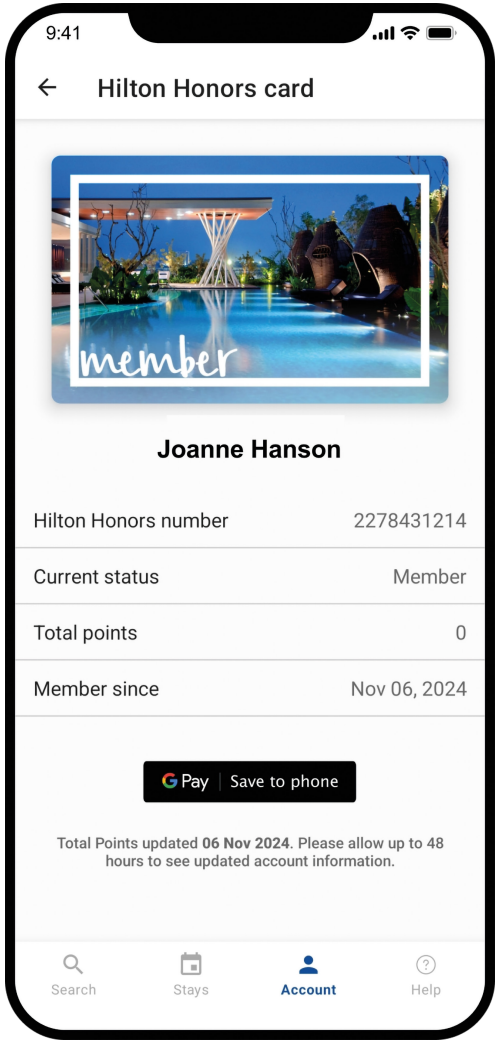 9:41
Hilton Honors card
member
Joanne Hanson
Hilton Honors number 2278431214
Current status Member
Total points 0
Member since Nov 06, 2024
G Pay Save to phone
Total Points updated 06 Nov 2024. Please allow up to 48
hours to see updated account information.
Search Stays Account Help